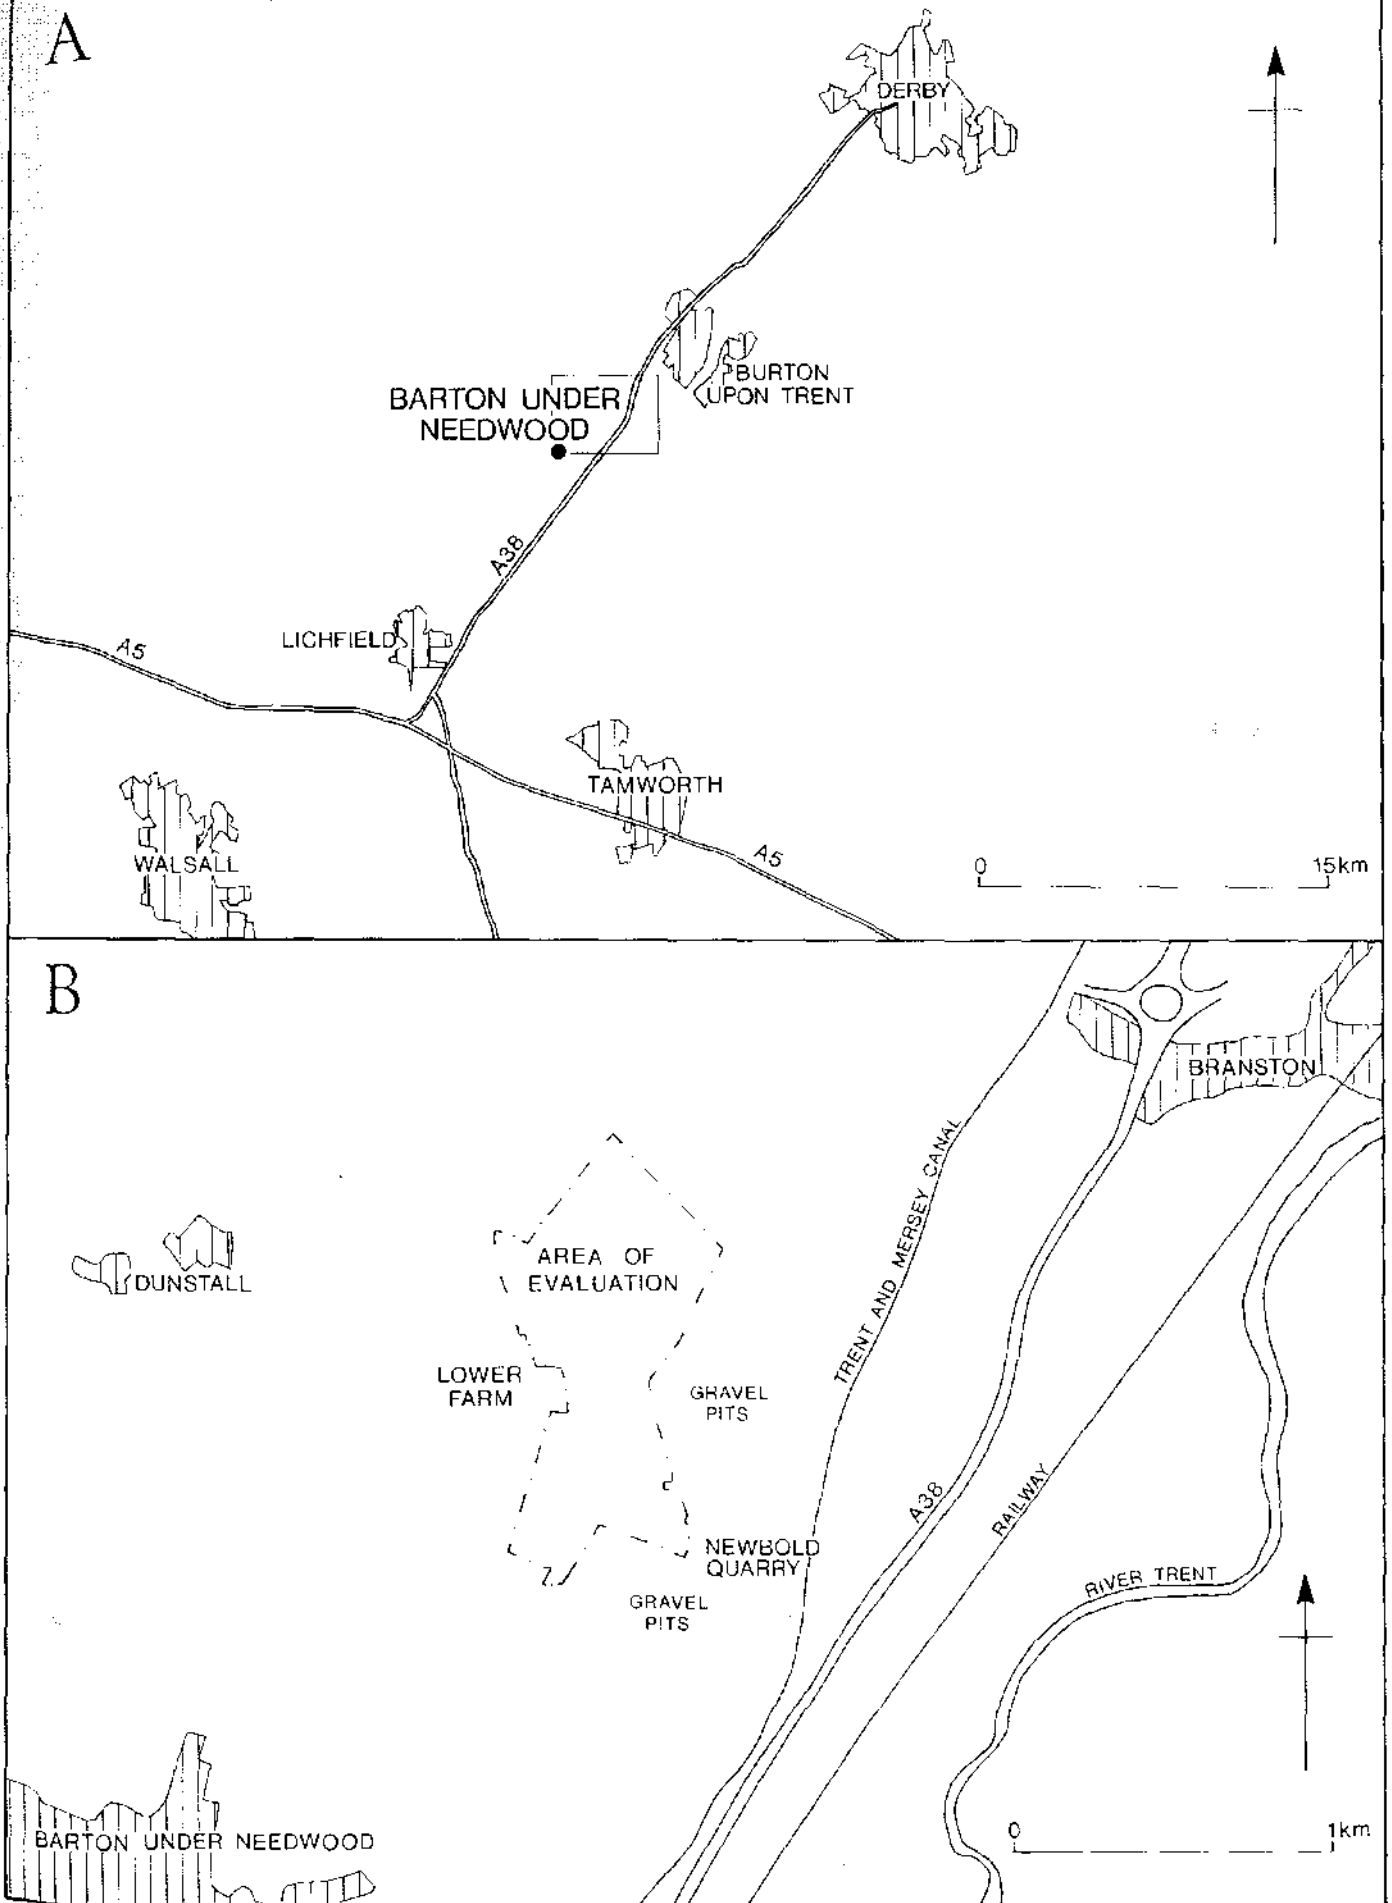 A
DERBY
BURTON
UPON TRENT
BARTON UNDER
NEEDWOOD
A38
LICHFIELD
A5
TAMWORTH
WALSALL
A5
0 15km
B
BRANSTON
TRENT AND MERSEY CANAL
AREA OF
EVALUATION
DUNSTALL
LOWER
FARM
GRAVEL
PITS
A38
RAILWAY
NEWBOLD
QUARRY
RIVER TRENT
GRAVEL
PITS
BARTON UNDER NEEDWOOD
0 1km